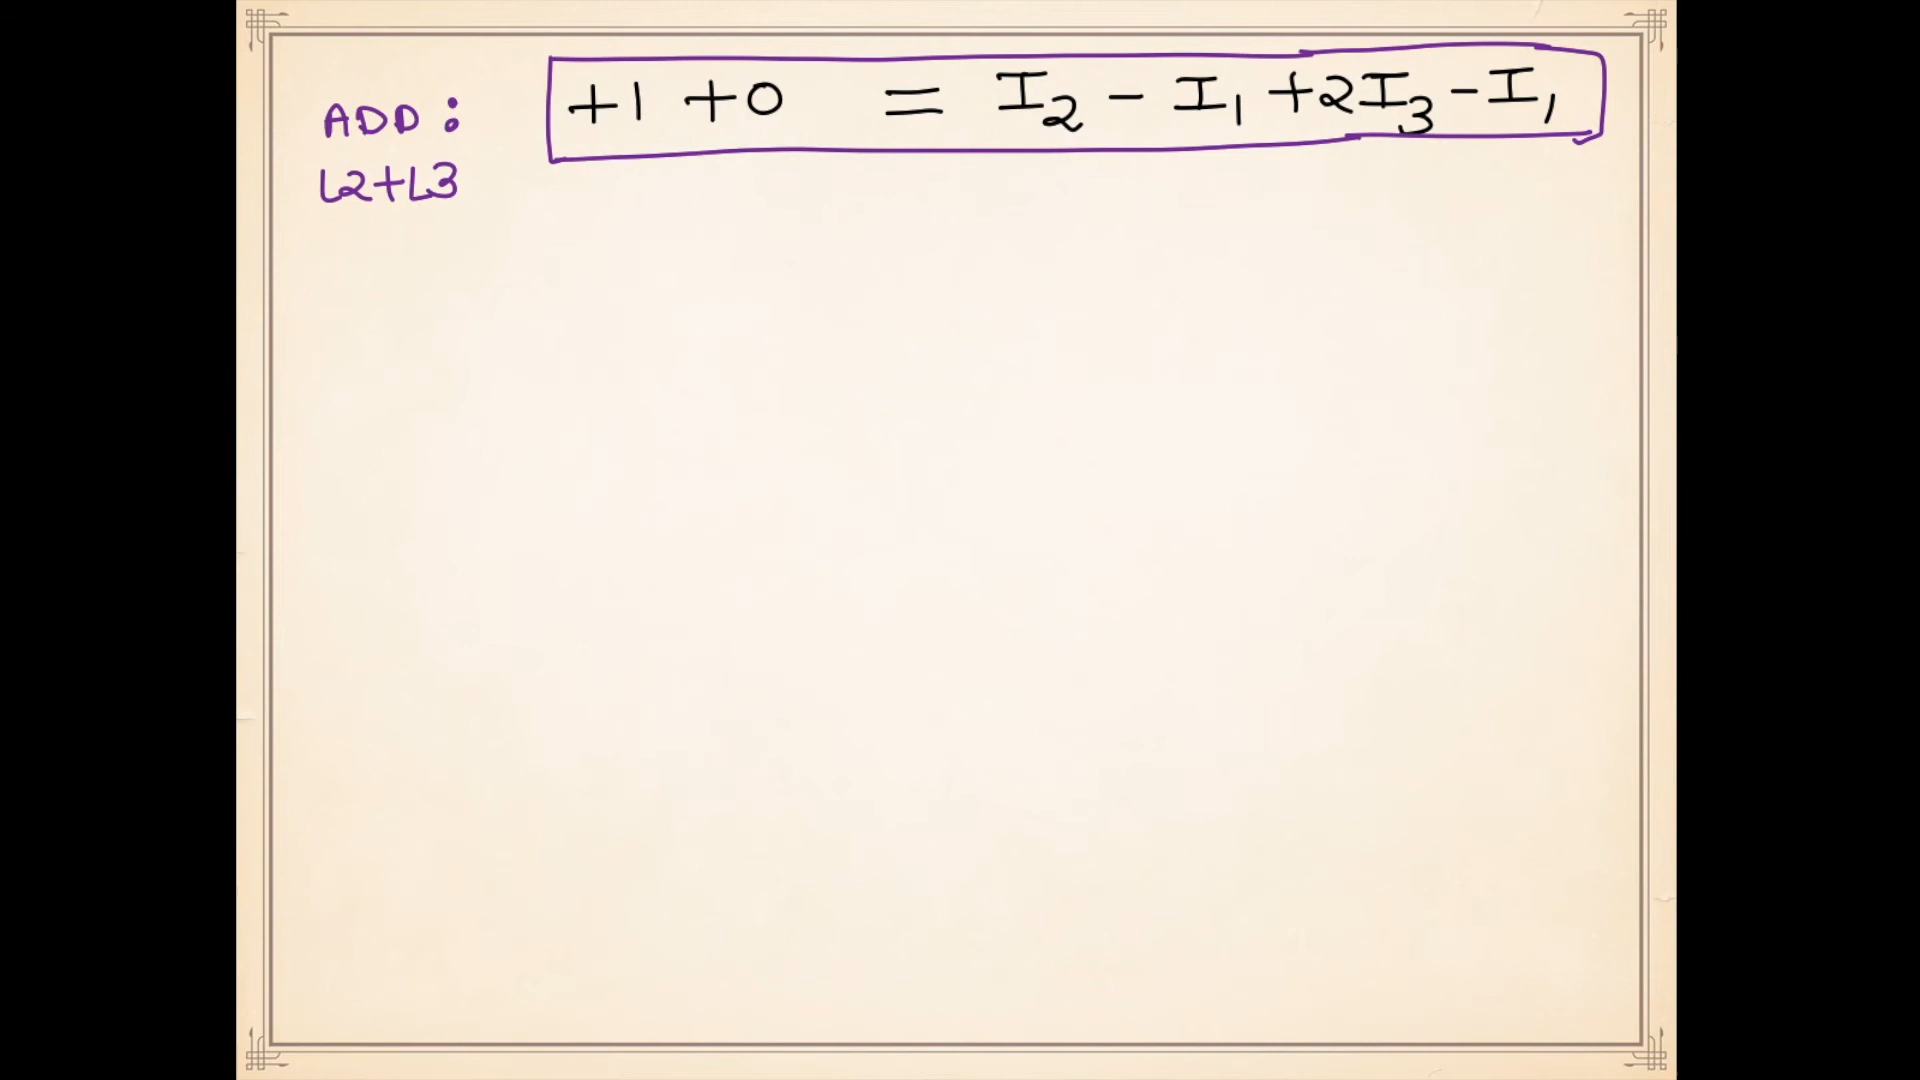 ADD: +1 +0 = I₂ - I₁ +2I₃ - I₁
L2+L3